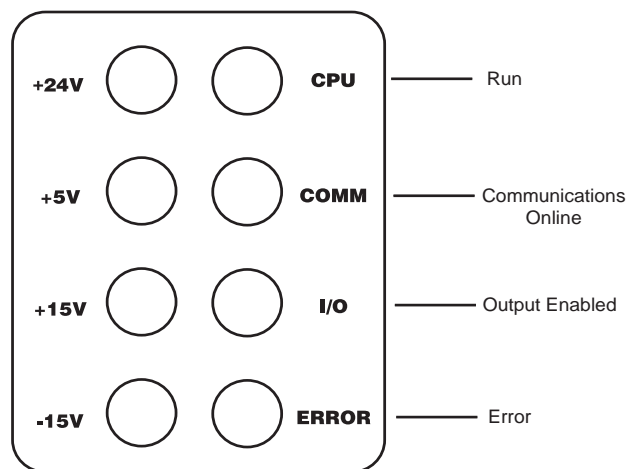 +24V CPU Run
+5V COMM Communications
Online
+15V I/O Output Enabled
-15V ERROR Error